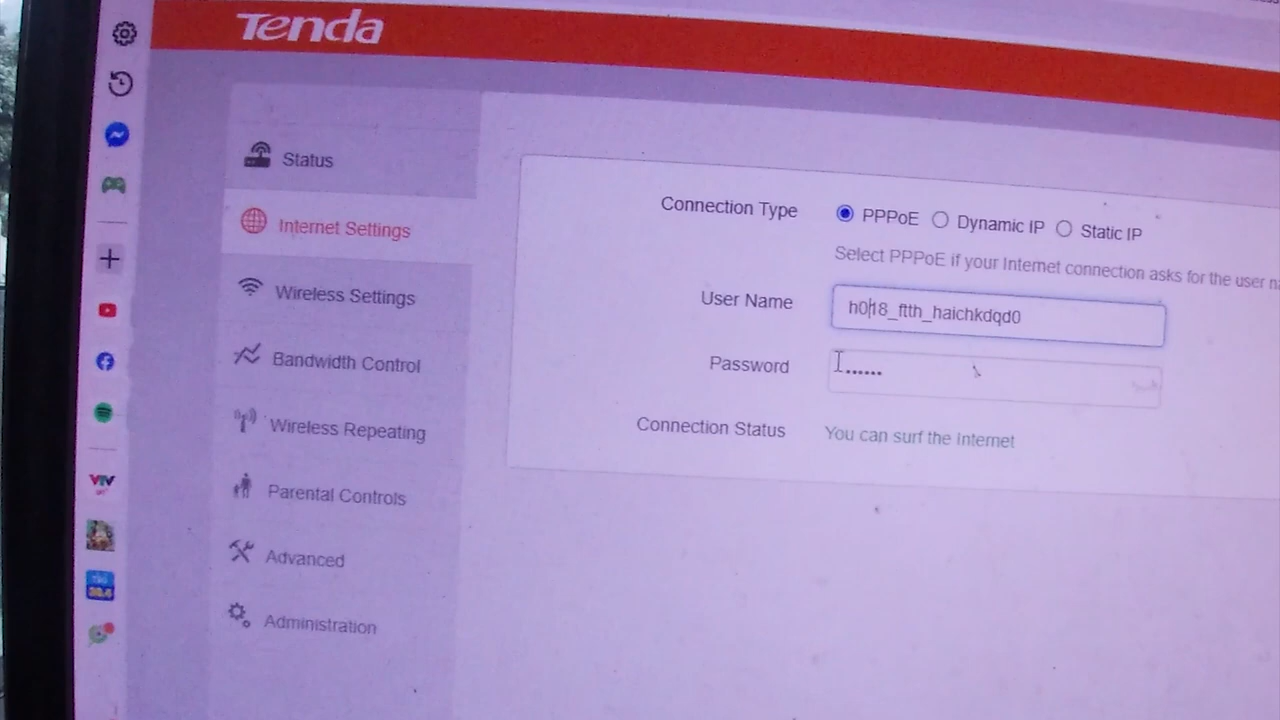 Tenda
Status
Internet Settings
Wireless Settings
Bandwidth Control
Wireless Repeating
Parental Controls
Advanced
Administration
Connection Type
PPPoE Dynamic IP Static IP
Select PPPoE if your Internet connection asks for the user
User Name
Password ......
Connection Status You can surf the Internet
VTV